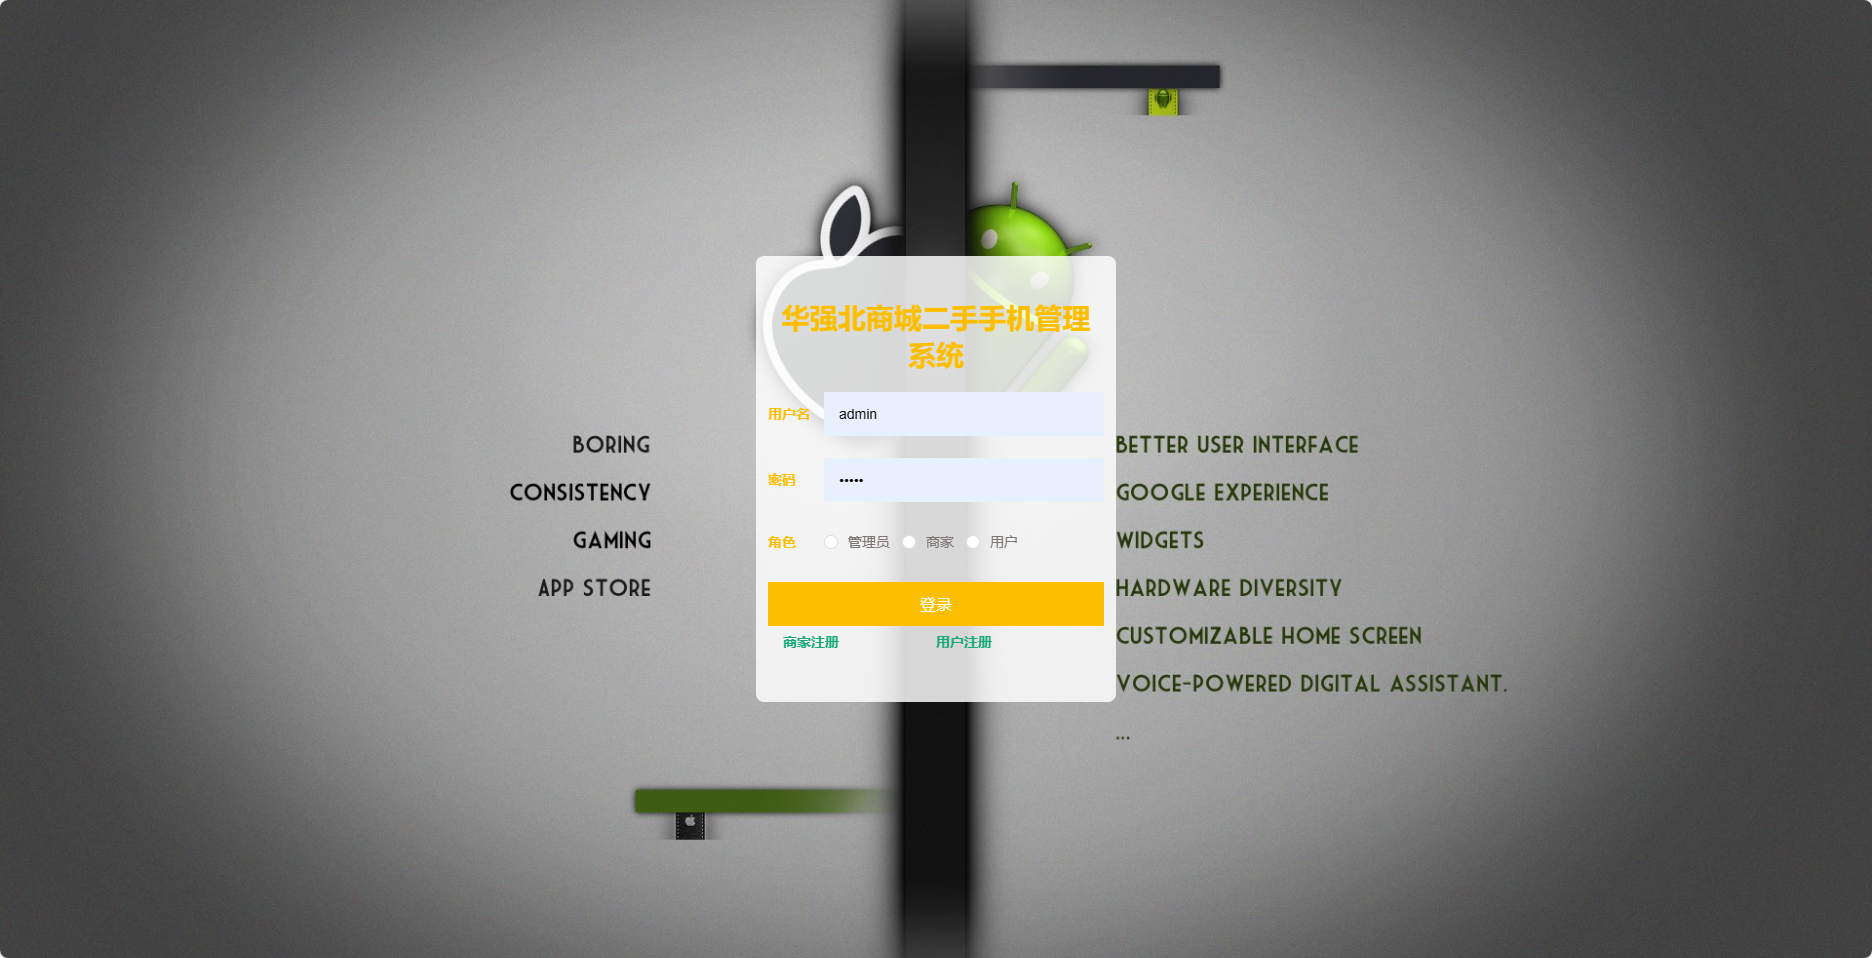 华强北商城二手手机管理
系统
用户名 admin
密码 •••••
角色 管理员 商家 用户
登录
商家注册 用户注册
BORING
CONSISTENCY
GAMING
APP STORE
BETTER USER INTERFACE
GOOGLE EXPERIENCE
WIDGETS
HARDWARE DIVERSITY
CUSTOMIZABLE HOME SCREEN
VOICE-POWERED DIGITAL ASSISTANT.
...